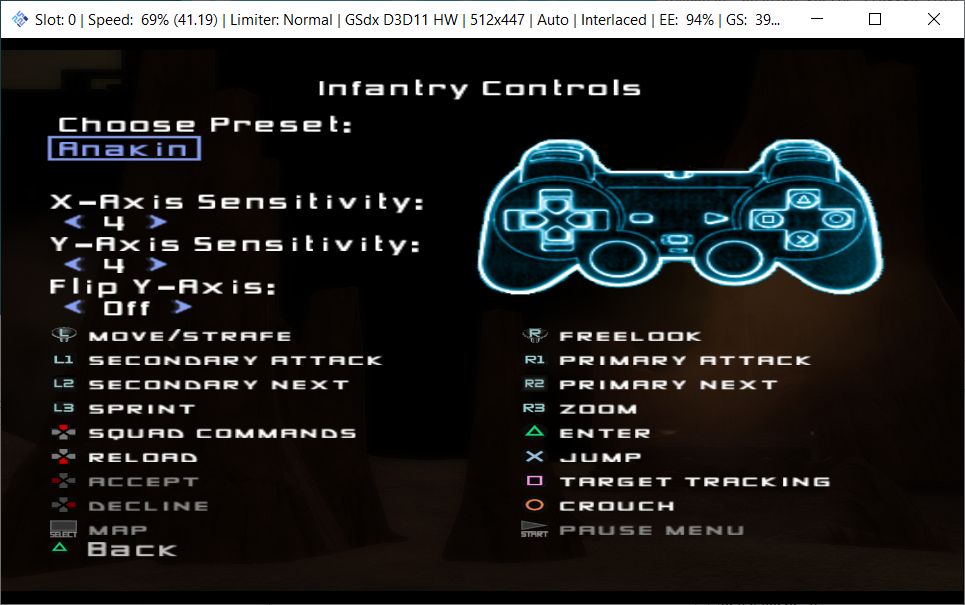 Slot: 0 | Speed: 69% (41.19) | Limiter: Normal | GSdx D3D11 HW | 512x447 | Auto | Interlaced | EE: 94% | GS: 39...
Infantry Controls
Choose Preset:
Anakin
X-Axis Sensitivity:
< 4 >
Y-Axis Sensitivity:
< 4 >
Flip Y-Axis:
< Off >
L MOVE/STRAFE
L1 SECONDARY ATTACK
L2 SECONDARY NEXT
L3 SPRINT
SQUAD COMMANDS
RELOAD
ACCEPT
DECLINE
SELECT MAP
Back
R FREELOOK
R1 PRIMARY ATTACK
R2 PRIMARY NEXT
R3 ZOOM
ENTER
JUMP
TARGET TRACKING
CROUCH
START PAUSE MENU